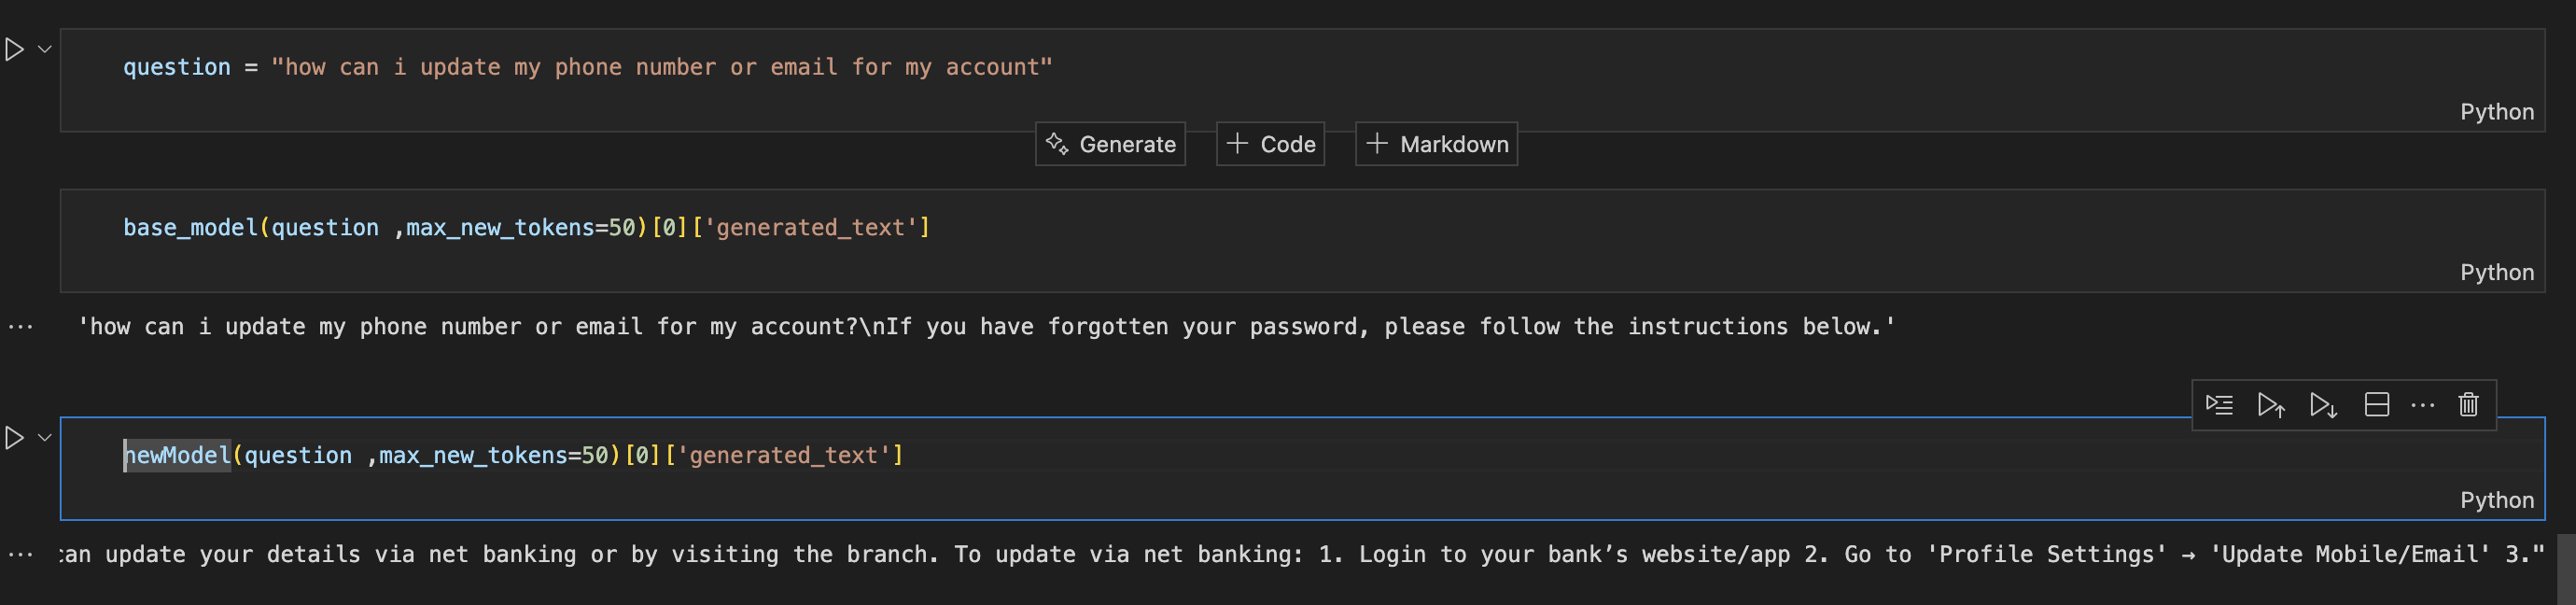 question = "how can i update my phone number or email for my account"
Python
Generate
Code
Markdown
base_model(question ,max_new_tokens=50)[0]['generated_text']
Python
'how can i update my phone number or email for my account?\nIf you have forgotten your password, please follow the instructions below.'
newModel(question ,max_new_tokens=50)[0]['generated_text']
Python
can update your details via net banking or by visiting the branch. To update via net banking: 1. Login to your bank’s website/app 2. Go to 'Profile Settings' → 'Update Mobile/Email' 3."